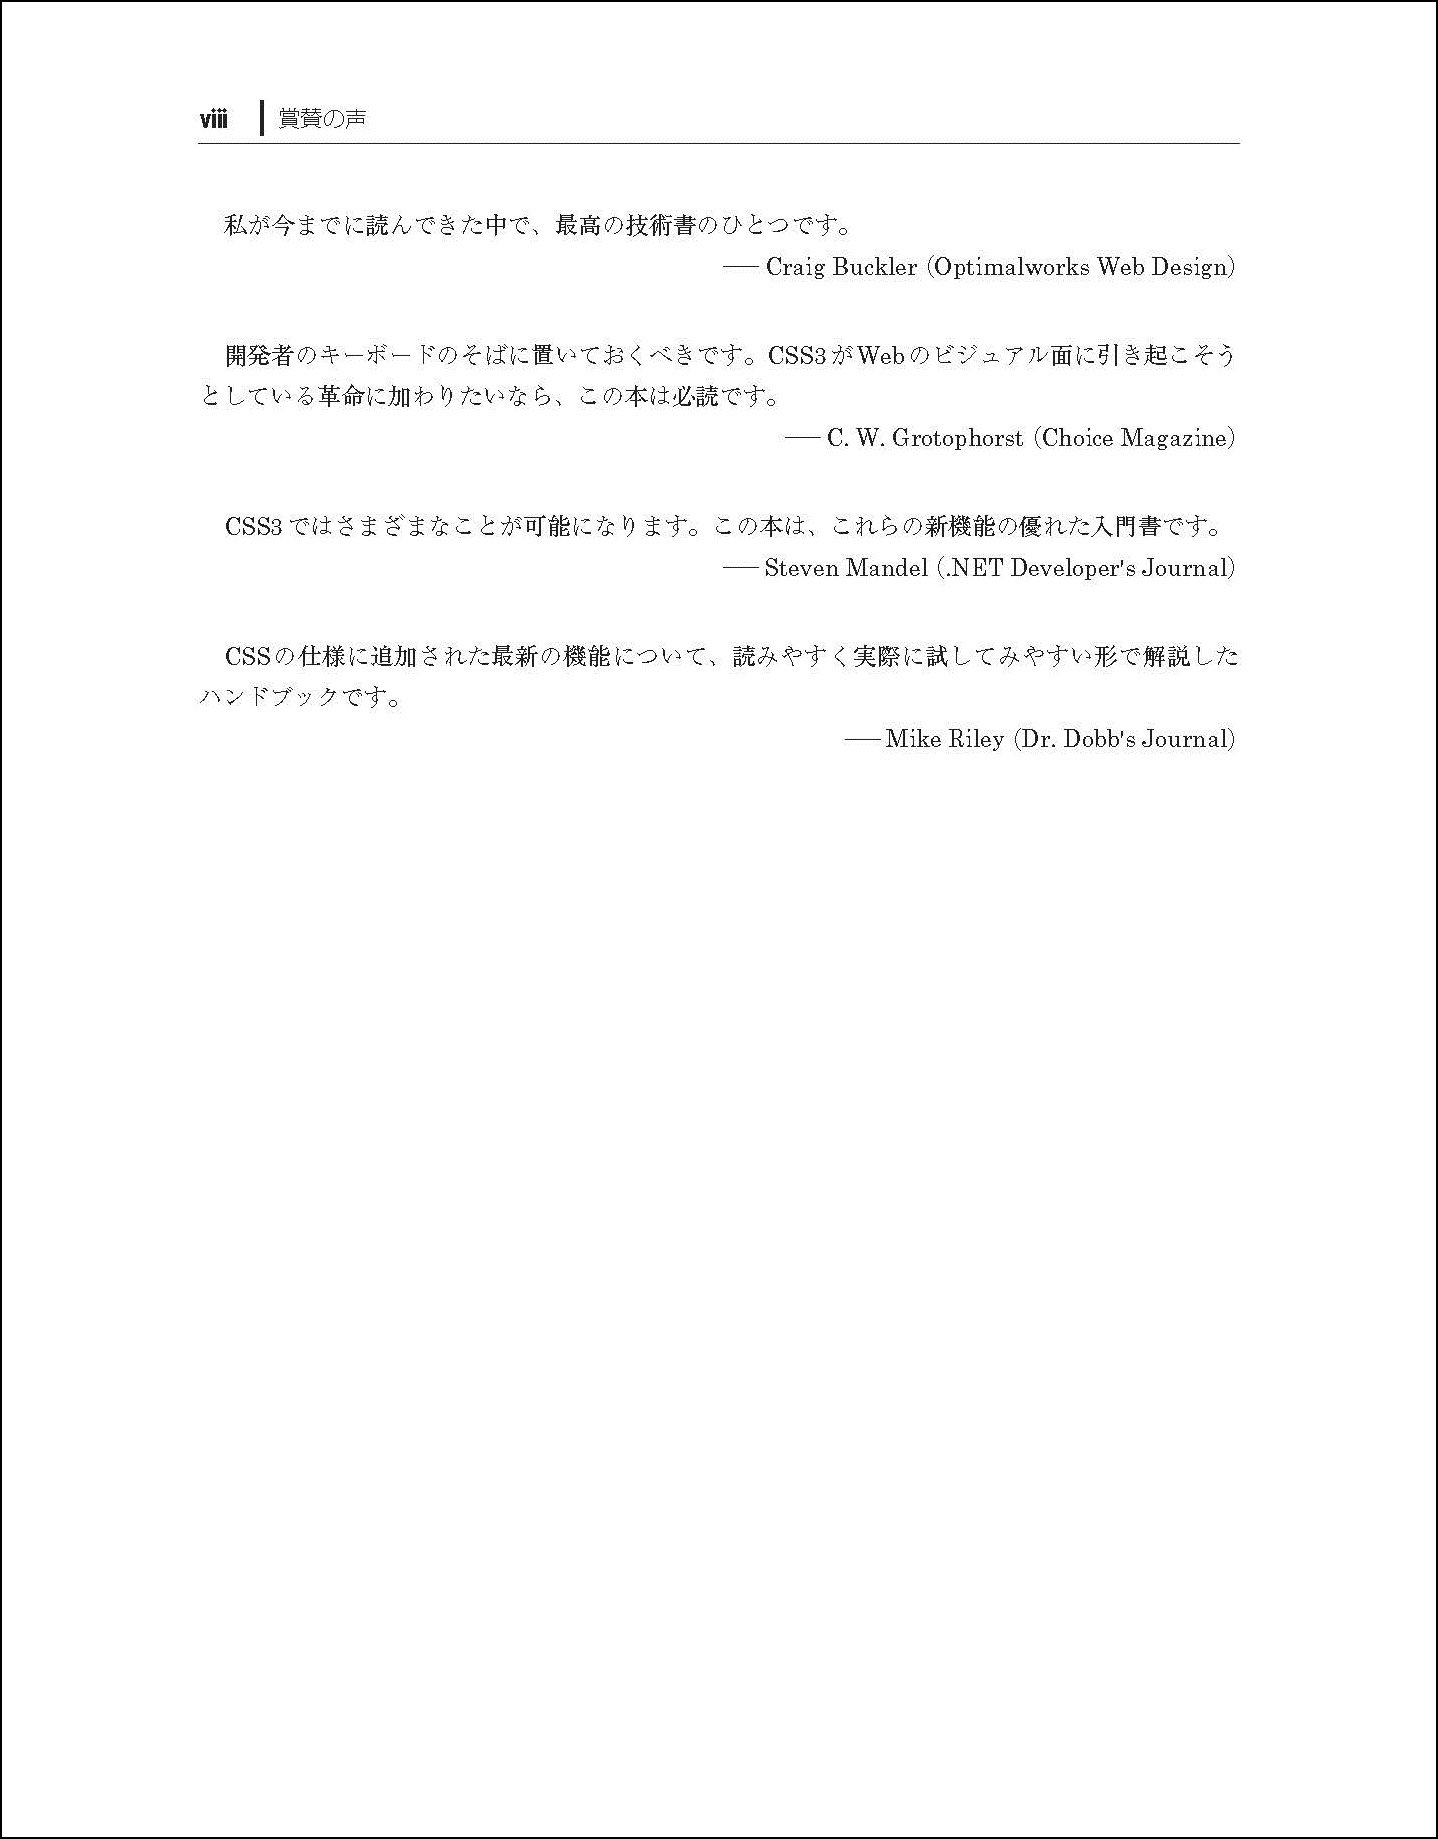 viii 賞賛の声
私が今までに読んできた中で、最高の技術書のひとつです。
── Craig Buckler (Optimalworks Web Design)
開発者のキーボードのそばに置いておくべきです。CSS3がWebのビジュアル面に引き起こそう
としている革命に加わりたいなら、この本は必読です。
── C. W. Grotophorst (Choice Magazine)
CSS3ではさまざまなことが可能になります。この本は、これらの新機能の優れた入門書です。
── Steven Mandel (.NET Developer's Journal)
CSSの仕様に追加された最新の機能について、読みやすく実際に試してみやすい形で解説した
ハンドブックです。
── Mike Riley (Dr. Dobb's Journal)